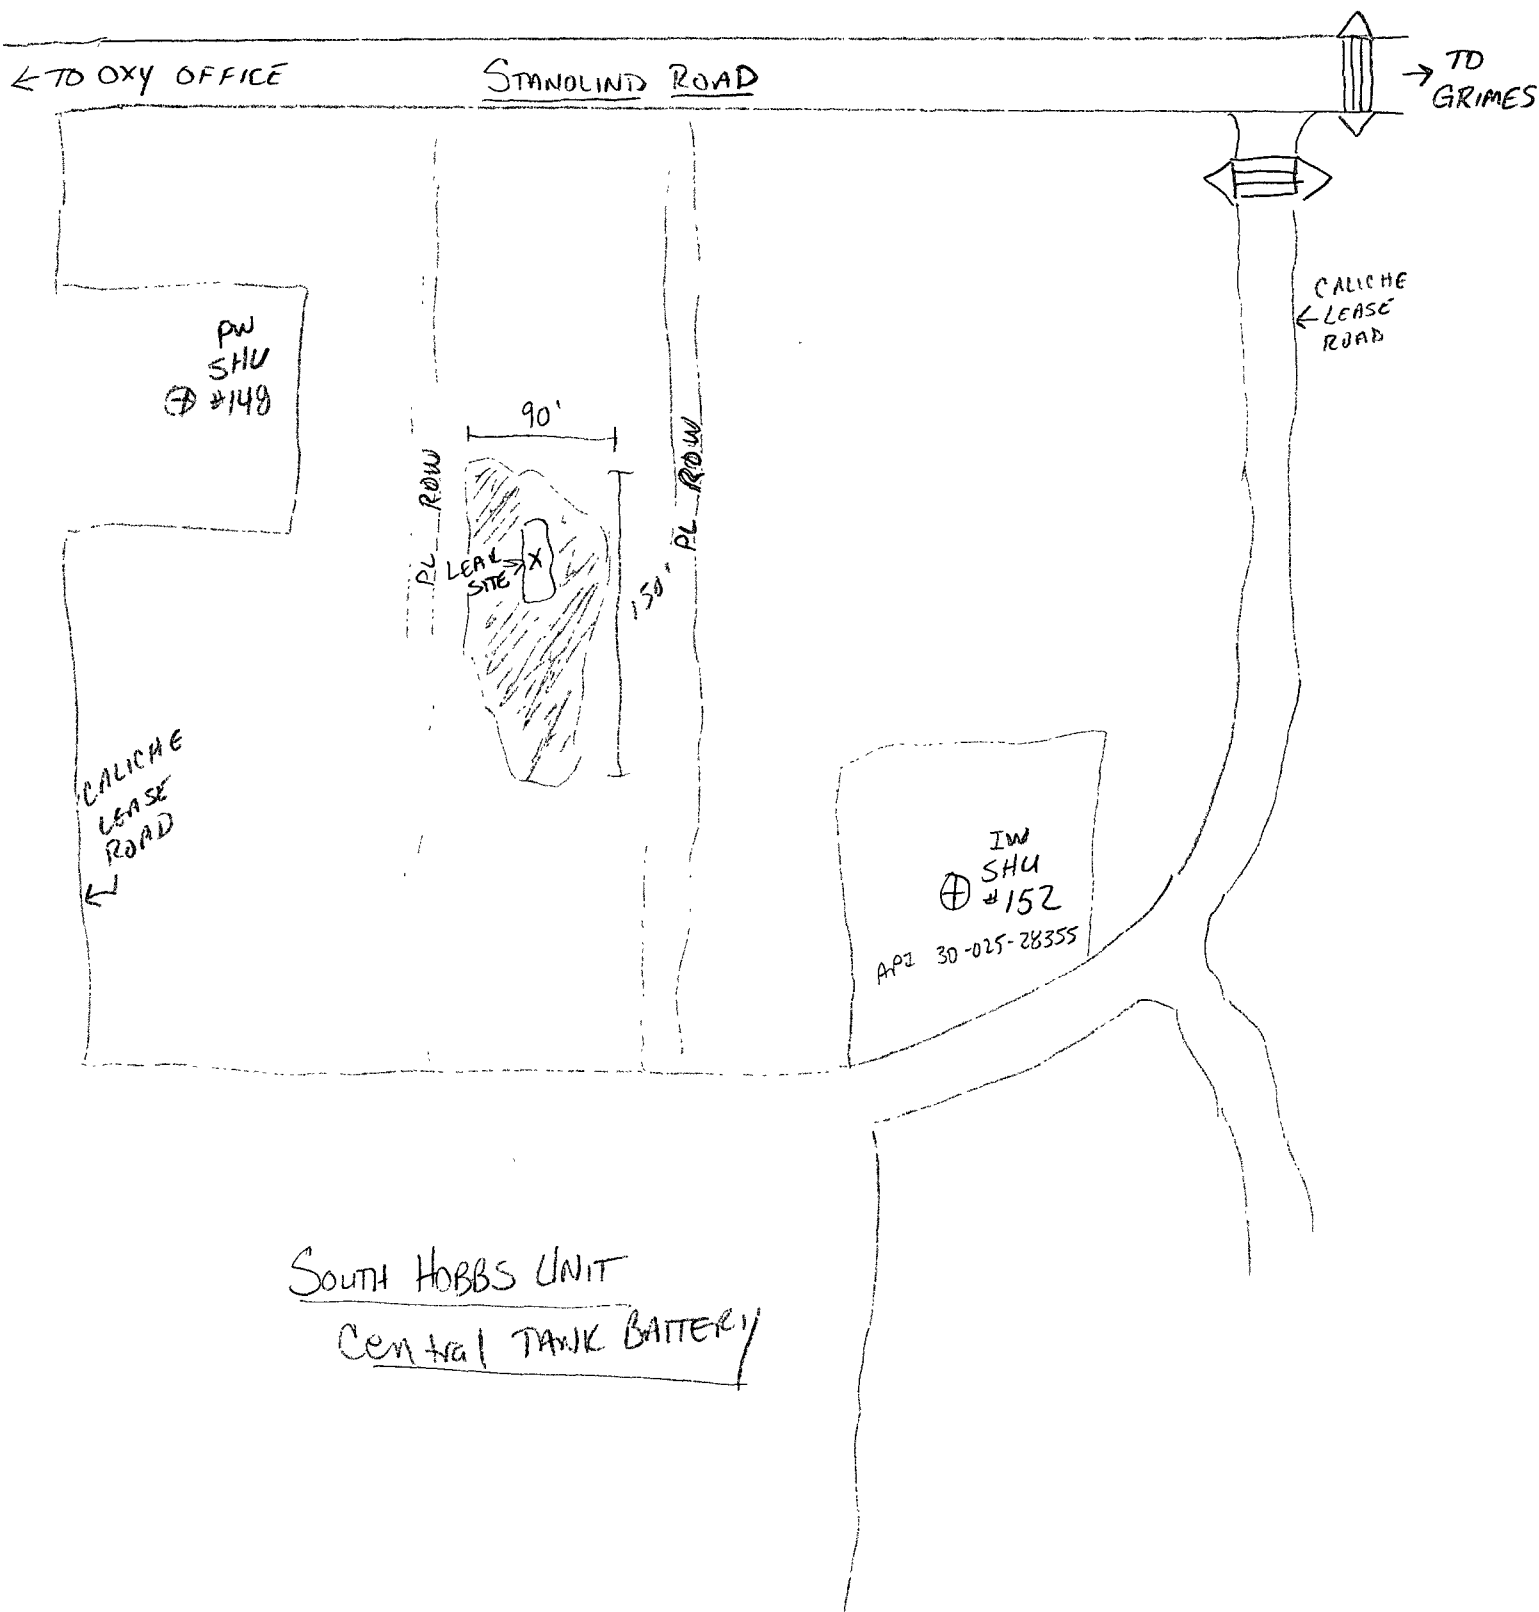 ← TO OXY OFFICE
STANOLIND ROAD
→ TO
GRIMES
CALICHE
← LEASE
ROAD
PW
SHU
⊕ #148
90'
PL ROW
PL ROW
LEAK
SITE
X
150'
CALICHE
LEASE
ROAD
IW
SHU
⊕ #152
API 30-025-28355
SOUTH HOBBS UNIT
Central TANK BATTERY